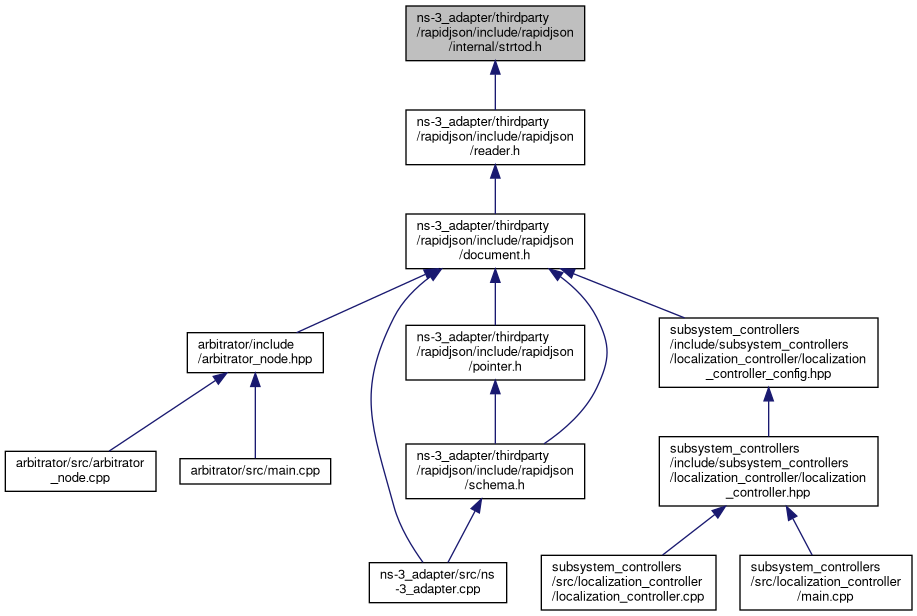 ns-3_adapter/thirdparty
/rapidjson/include/rapidjson
/internal/strtod.h
ns-3_adapter/thirdparty
/rapidjson/include/rapidjson
/reader.h
ns-3_adapter/thirdparty
/rapidjson/include/rapidjson
/document.h
arbitrator/include
/arbitrator_node.hpp
ns-3_adapter/thirdparty
/rapidjson/include/rapidjson
/pointer.h
subsystem_controllers
/include/subsystem_controllers
/localization_controller/localization
_controller_config.hpp
arbitrator/src/arbitrator
_node.cpp
arbitrator/src/main.cpp
ns-3_adapter/thirdparty
/rapidjson/include/rapidjson
/schema.h
subsystem_controllers
/include/subsystem_controllers
/localization_controller/localization
_controller.hpp
ns-3_adapter/src/ns
-3_adapter.cpp
subsystem_controllers
/src/localization_controller
/localization_controller.cpp
subsystem_controllers
/src/localization_controller
/main.cpp